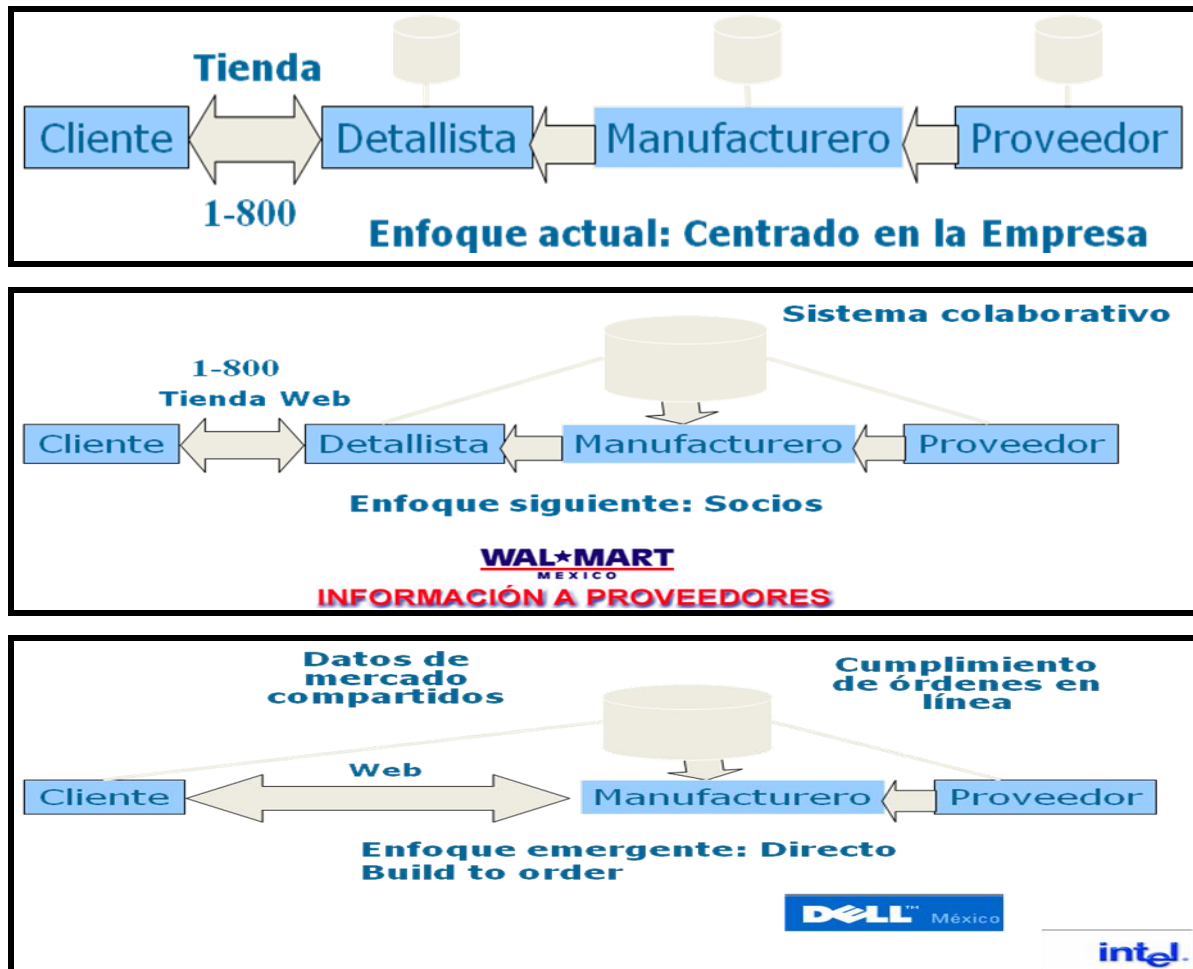 Tienda
Cliente
Detallista
Manufacturero
Proveedor
1-800
Enfoque actual: Centrado en la Empresa
Sistema colaborativo
1-800
Tienda Web
Cliente
Detallista
Manufacturero
Proveedor
Enfoque siguiente: Socios
WAL★MART
MEXICO
INFORMACIÓN A PROVEEDORES
Datos de
mercado
compartidos
Cumplimiento
de órdenes en
línea
Web
Cliente
Manufacturero
Proveedor
Enfoque emergente: Directo
Build to order
DELL™ México
intel.